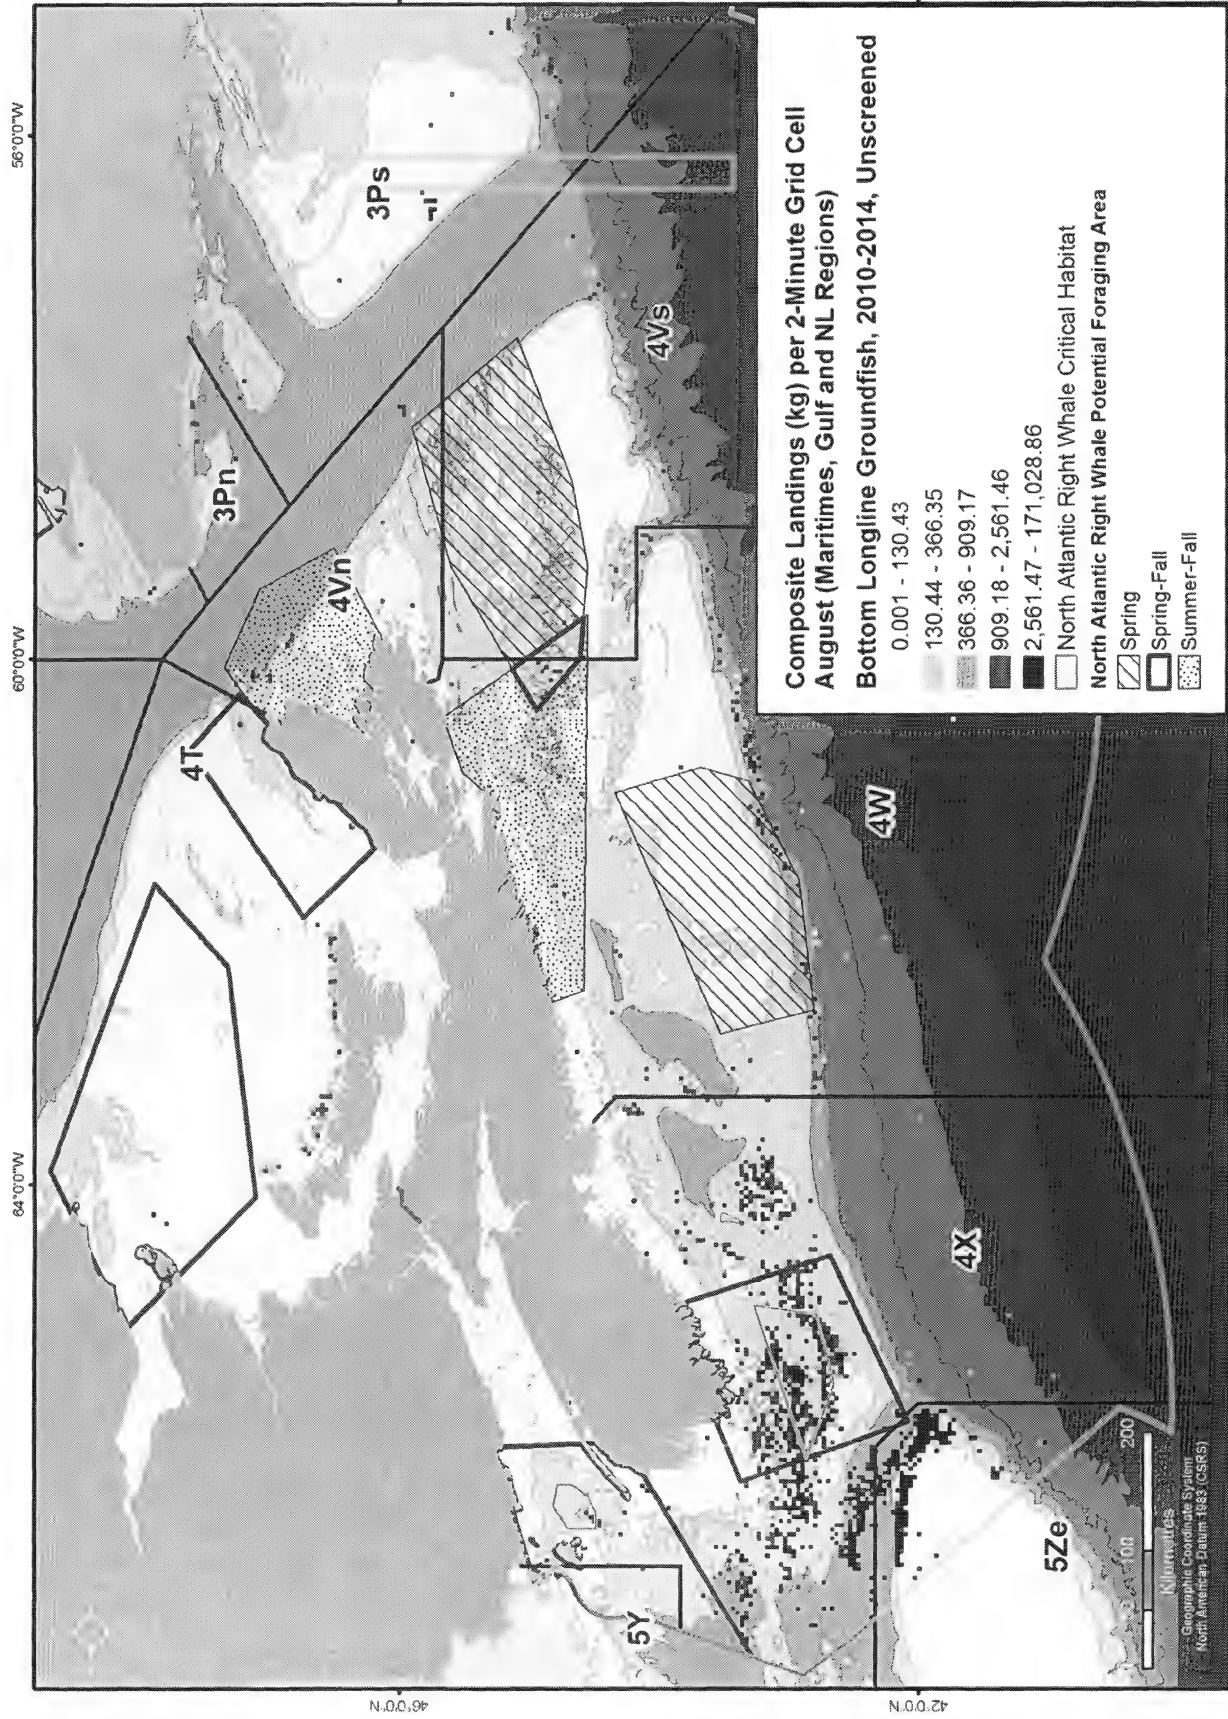 64°0'0"W
60°0'0"W
56°0'0"W
46°0'0"N
42°0'0"N
4T
3Pn
3Ps
4Vn
4Vs
4W
4X
5Y
5Ze
Composite Landings (kg) per 2-Minute Grid Cell
August (Maritimes, Gulf and NL Regions)
Bottom Longline Groundfish, 2010-2014, Unscreened
0.001 - 130.43
130.44 - 366.35
366.36 - 909.17
909.18 - 2,561.46
2,561.47 - 171,028.86
North Atlantic Right Whale Critical Habitat
North Atlantic Right Whale Potential Foraging Area
Spring
Spring-Fall
Summer-Fall
100 200
Kilometres
Geographic Coordinate System
North American Datum 1983 (CSRS)